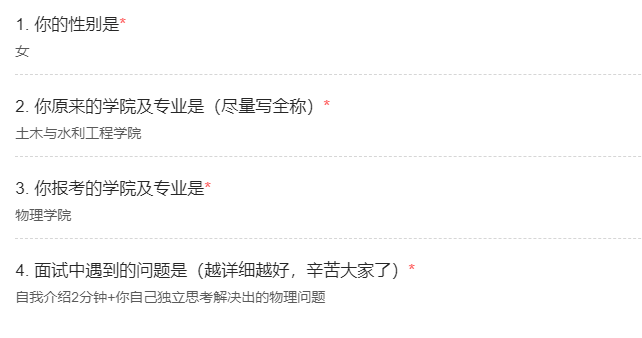 1. 你的性别是*
女
2. 你原来的学院及专业是（尽量写全称）*
土木与水利工程学院
3. 你报考的学院及专业是*
物理学院
4. 面试中遇到的问题是（越详细越好，辛苦大家了）*
自我介绍2分钟+你自己独立思考解决出的物理问题